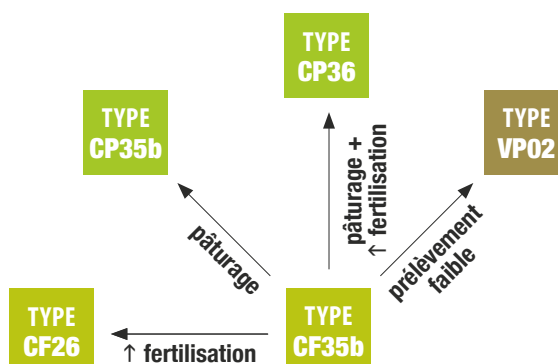 TYPE
CP36
TYPE
CP35b
TYPE
VP02
pâturage +
↑ fertilisation
pâturage
prélèvement
faible
TYPE
CF26
↑ fertilisation
TYPE
CF35b